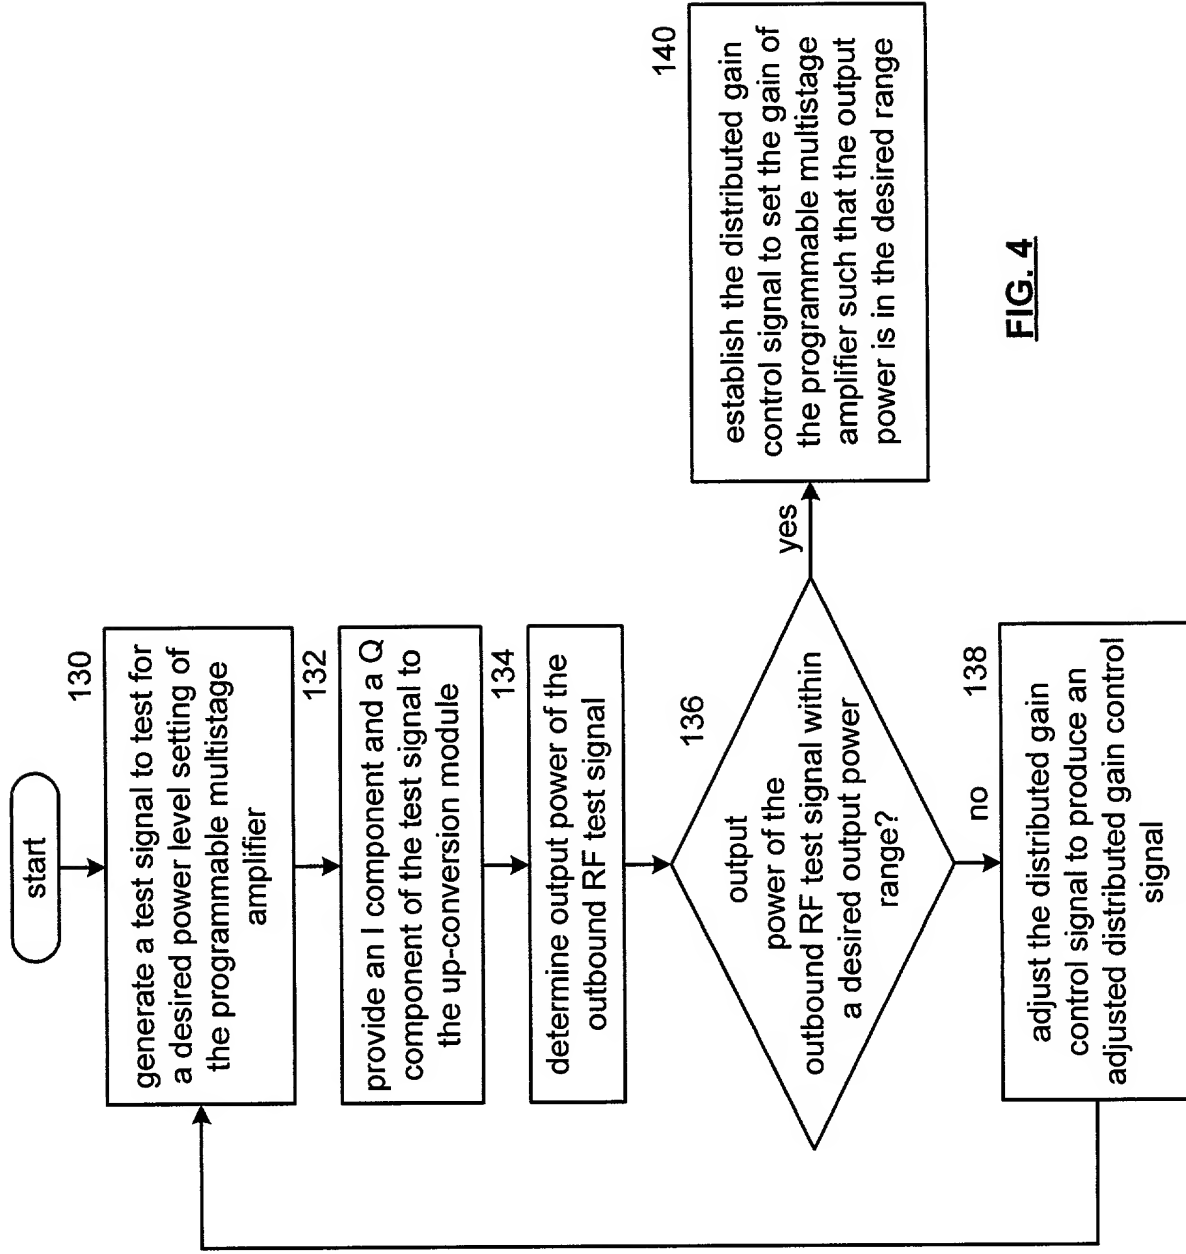 start
130
generate a test signal to test for
a desired power level setting of
the programmable multistage
amplifier
132
provide an I component and a Q
component of the test signal to
the up-conversion module
134
determine output power of the
outbound RF test signal
136
output
power of the
outbound RF test signal within
a desired output power
range?
yes
140
establish the distributed gain
control signal to set the gain of
the programmable multistage
amplifier such that the output
power is in the desired range
no
138
adjust the distributed gain
control signal to produce an
adjusted distributed gain control
signal
FIG. 4